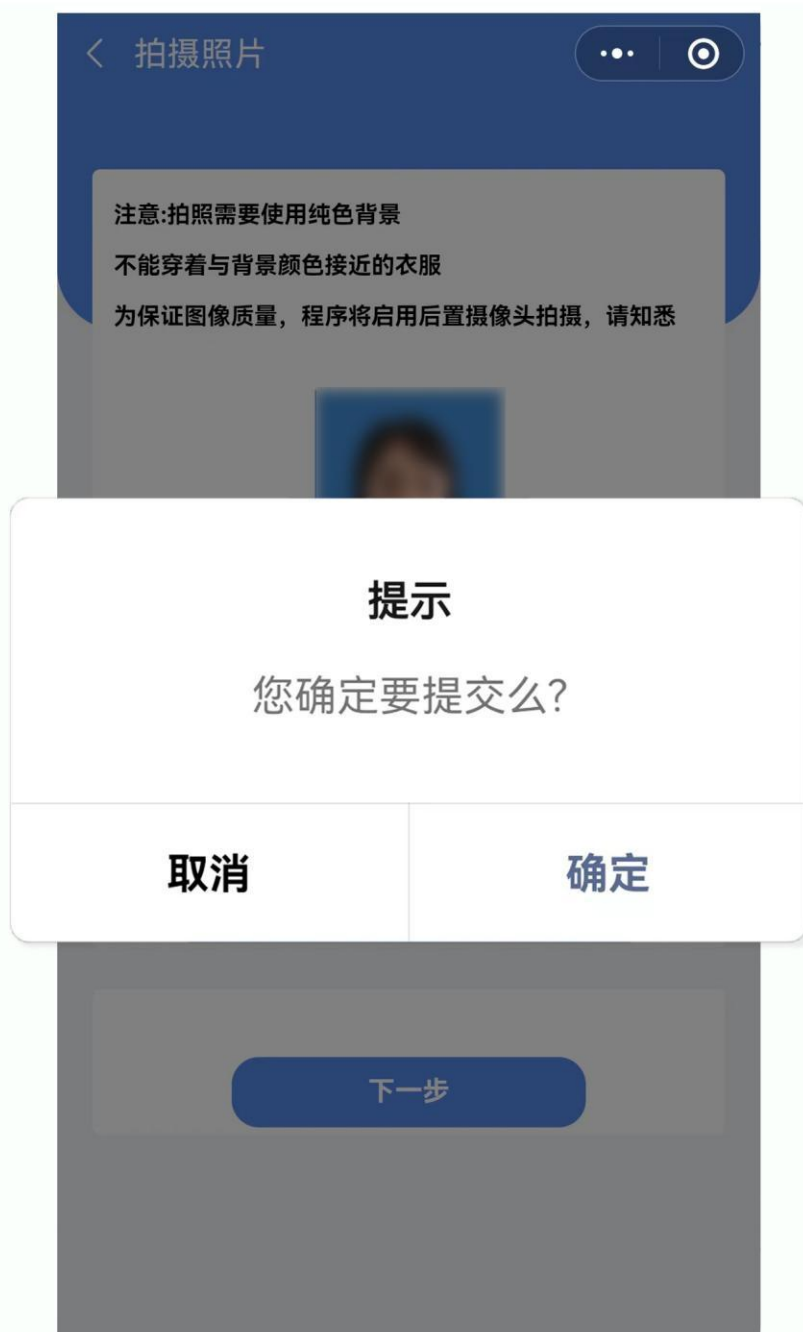 拍摄照片
注意:拍照需要使用纯色背景
不能穿着与背景颜色接近的衣服
为保证图像质量，程序将启用后置摄像头拍摄，请知悉
提示
您确定要提交么?
取消
确定
下一步